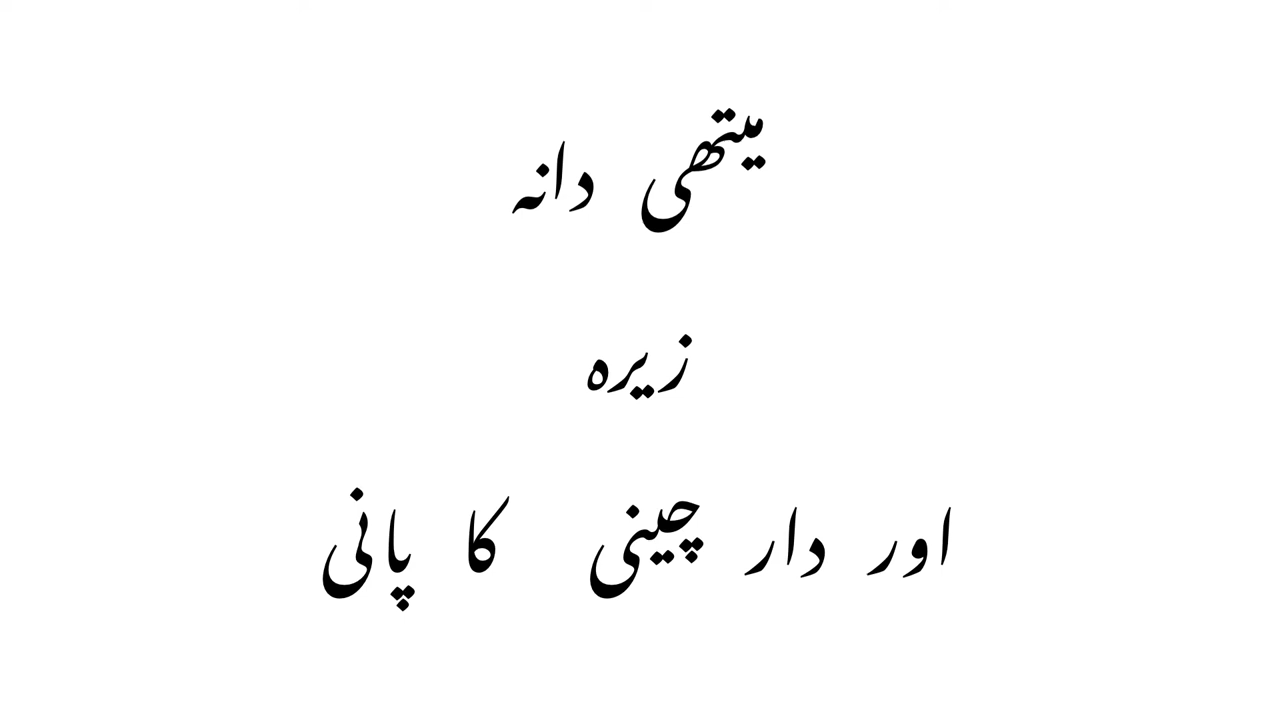 میتھی دانہ
زیرہ
اور دار چینی کا پانی